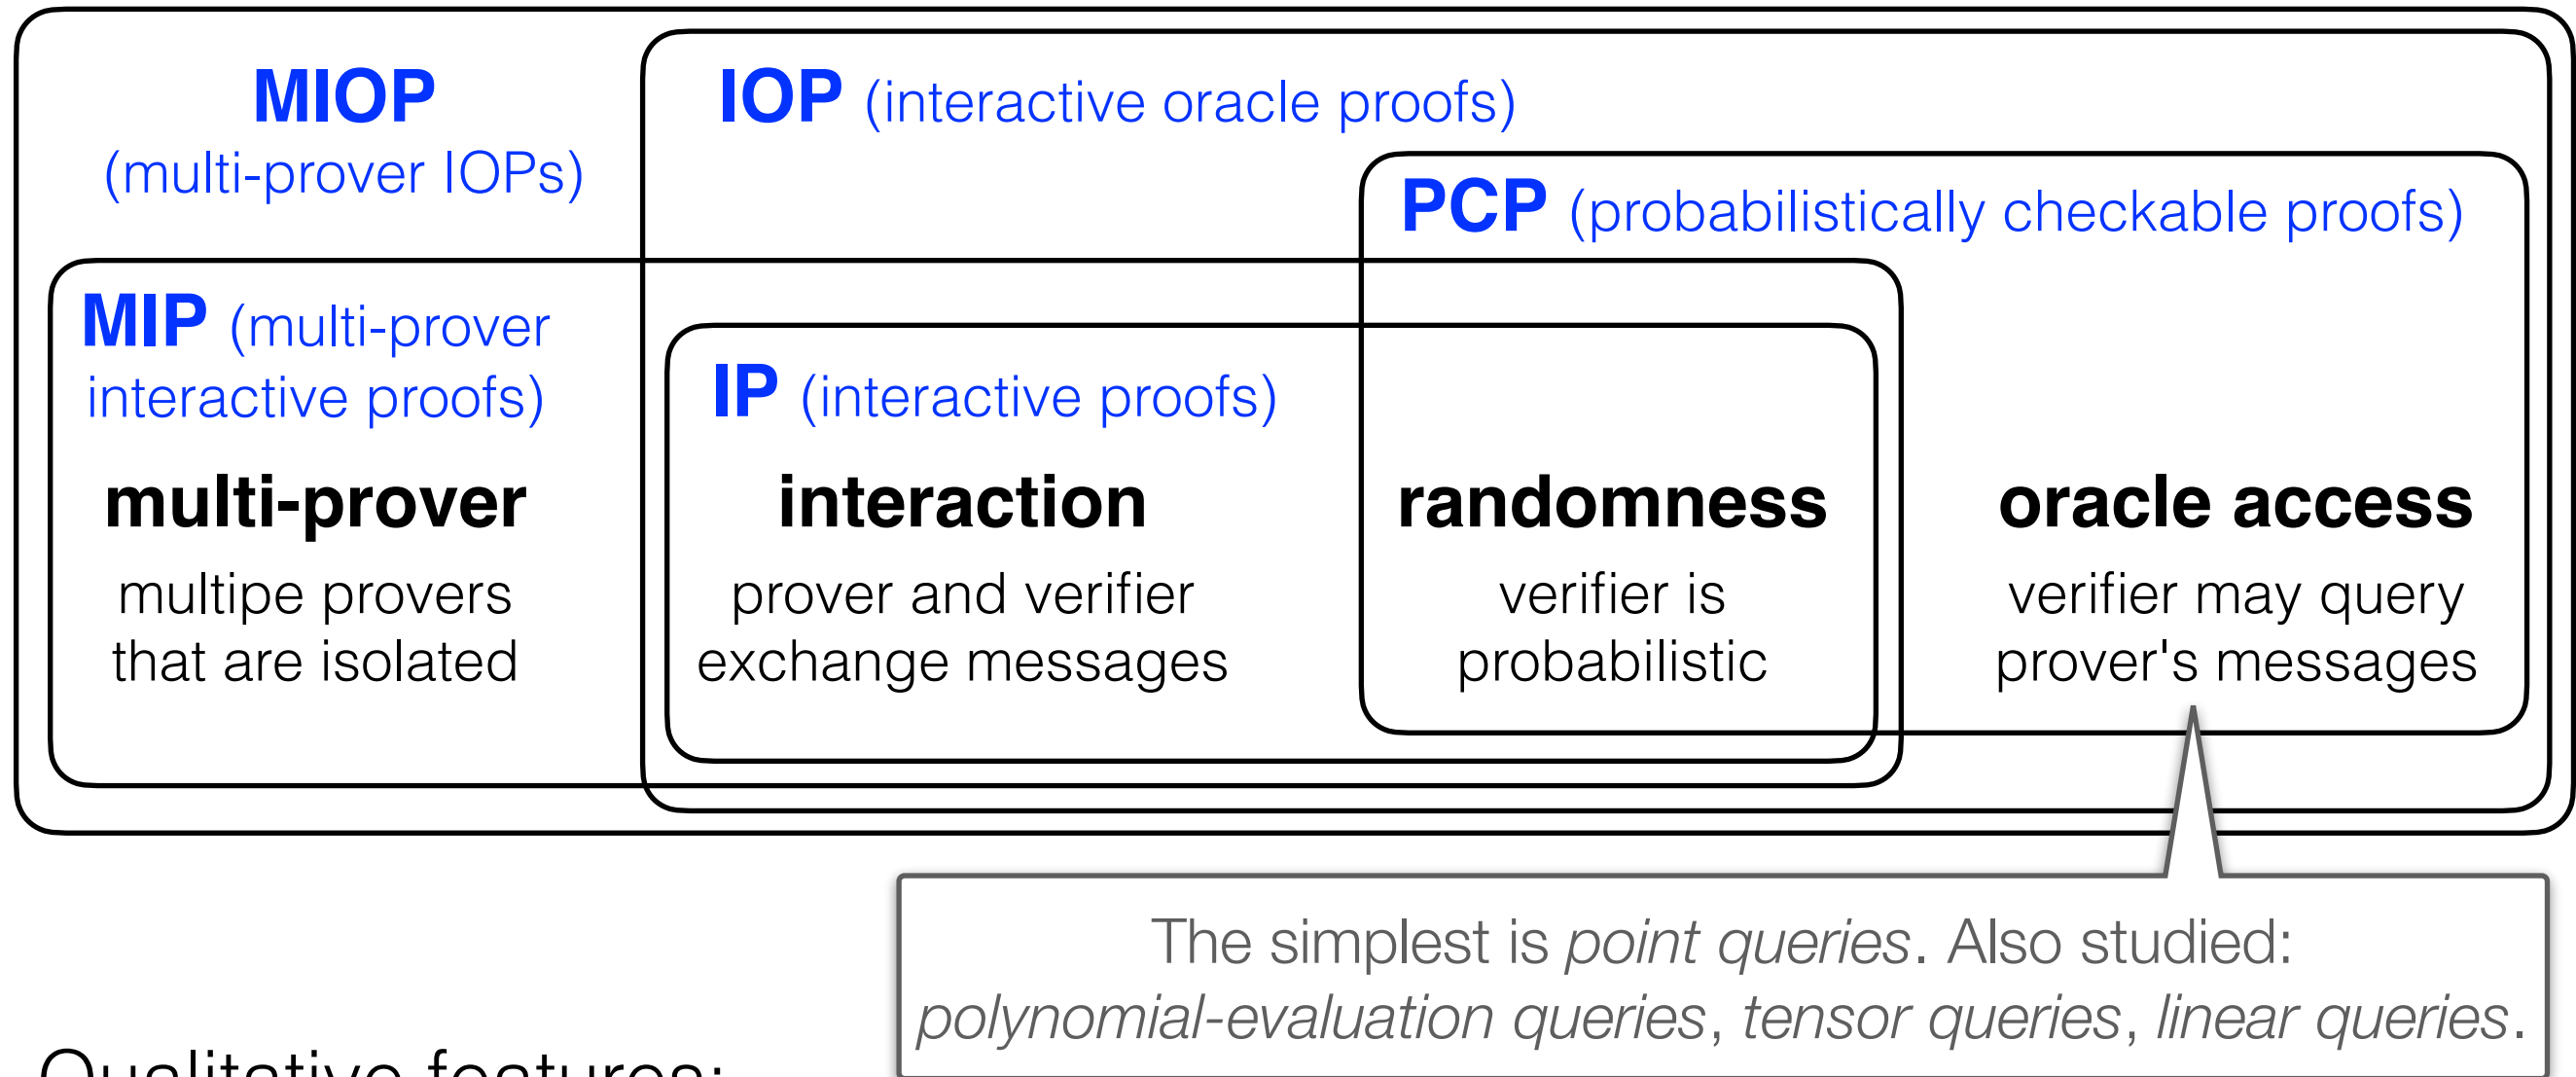 MIOP
(multi-prover IOPs)
IOP (interactive oracle proofs)
PCP (probabilistically checkable proofs)
MIP (multi-prover
interactive proofs)
IP (interactive proofs)
multi-prover
multipe provers
that are isolated
interaction
prover and verifier
exchange messages
randomness
verifier is
probabilistic
oracle access
verifier may query
prover's messages
The simplest is point queries. Also studied:
polynomial-evaluation queries, tensor queries, linear queries.
Qualitative features: